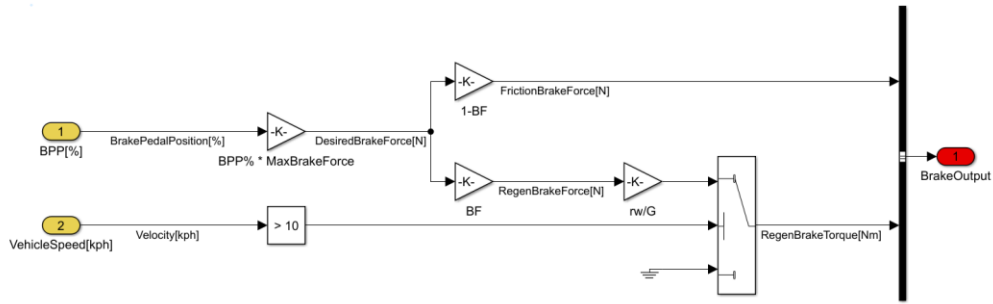 -K-
FrictionBrakeForce[N]
1-BF
1
BrakePedalPosition[%]
-K-
DesiredBrakeForce[N]
BPP[%]
BPP% * MaxBrakeForce
1
BrakeOutput
-K-
RegenBrakeForce[N]
-K-
BF
rw/G
2
Velocity[kph]
> 10
RegenBrakeTorque[Nm]
VehicleSpeed[kph]